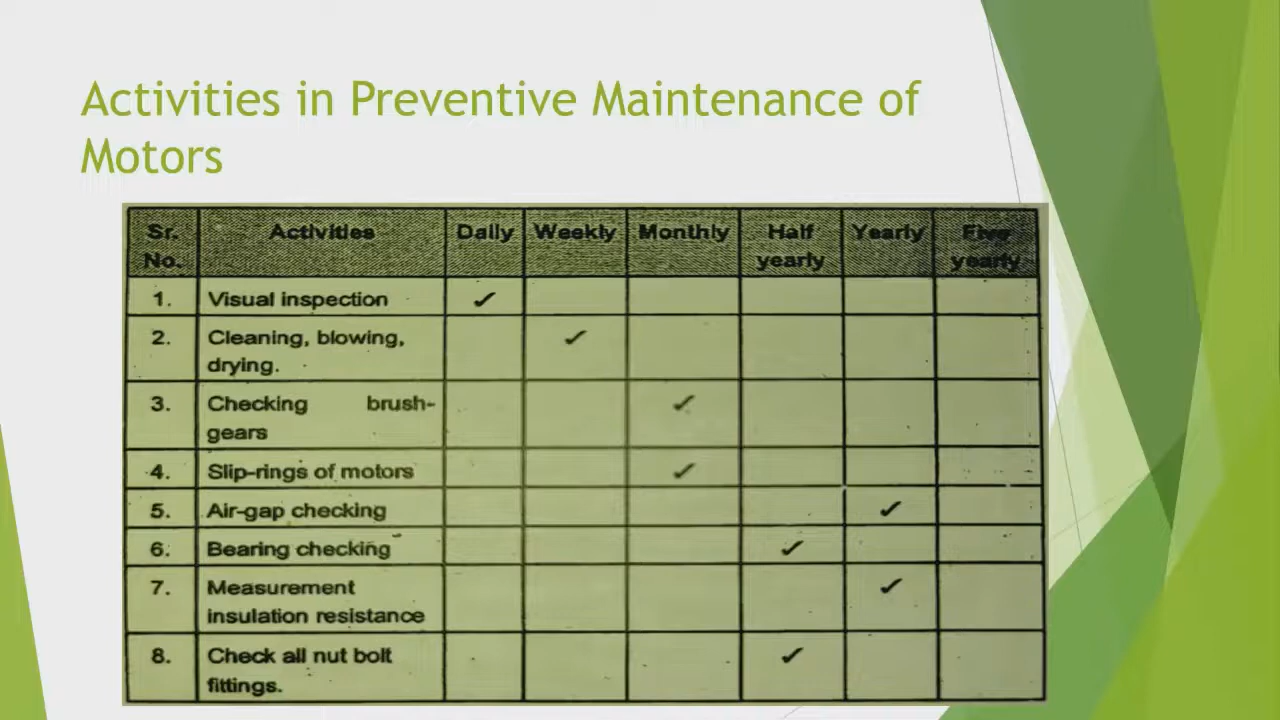 Activities in Preventive Maintenance of
Motors
Sr. No. Activities Daily Weekly Monthly Half yearly Yearly Five yearly
1. Visual inspection ✓
2. Cleaning, blowing, drying. ✓
3. Checking brush-gears ✓
4. Slip-rings of motors ✓
5. Air-gap checking ✓
6. Bearing checking ✓
7. Measurement insulation resistance ✓
8. Check all nut bolt fittings. ✓